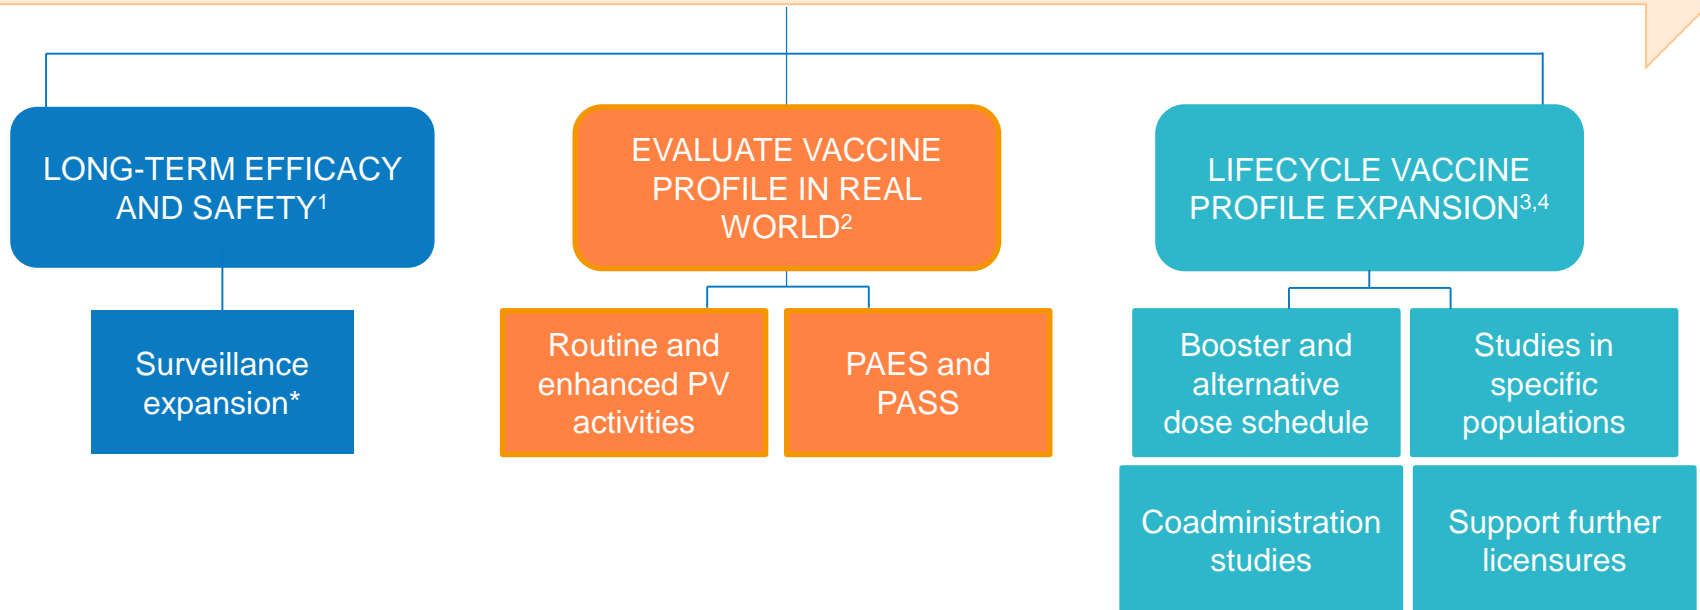 LONG-TERM EFFICACY
AND SAFETY1
EVALUATE VACCINE
PROFILE IN REAL
WORLD2
LIFECYCLE VACCINE
PROFILE EXPANSION3,4
Surveillance
expansion*
Routine and
enhanced PV
activities
PAES and
PASS
Booster and
alternative
dose schedule
Studies in
specific
populations
Coadministration
studies
Support further
licensures